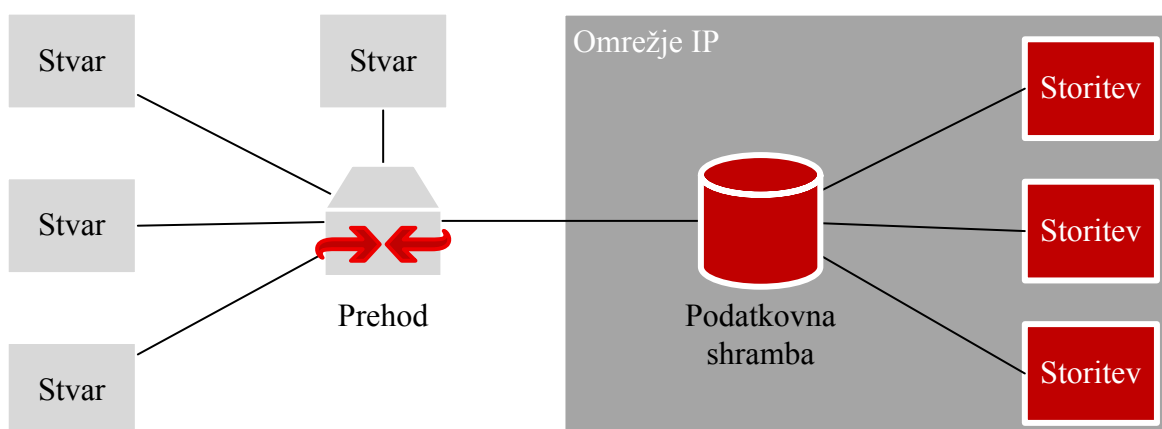 Stvar
Stvar
Omrežje IP
Storitev
Stvar
Storitev
Prehod
Podatkovna
shramba
Stvar
Storitev